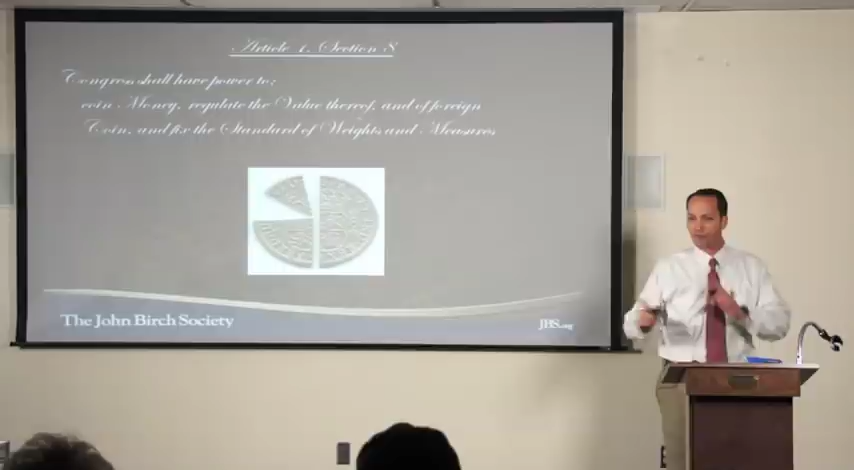 Article 1, Section 8
Congress shall have power to:
coin Money, regulate the Value thereof, and of foreign
Coin, and fix the Standard of Weights and Measures
The John Birch Society
JBS.org